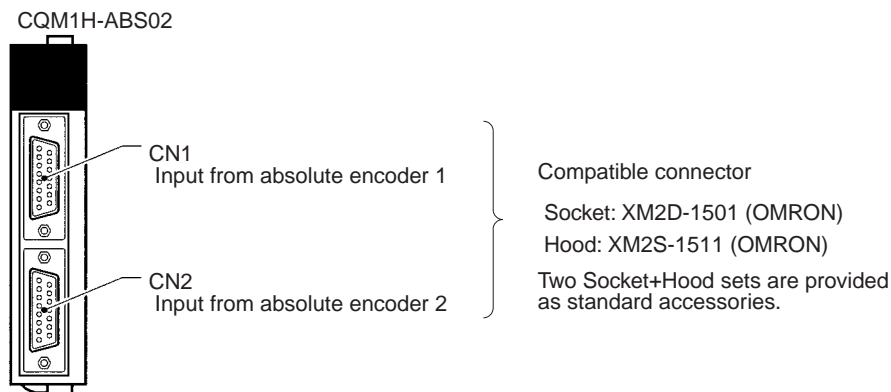 CQM1H-ABS02
CN1
Input from absolute encoder 1
CN2
Input from absolute encoder 2
Compatible connector
Socket: XM2D-1501 (OMRON)
Hood: XM2S-1511 (OMRON)
Two Socket+Hood sets are provided
as standard accessories.